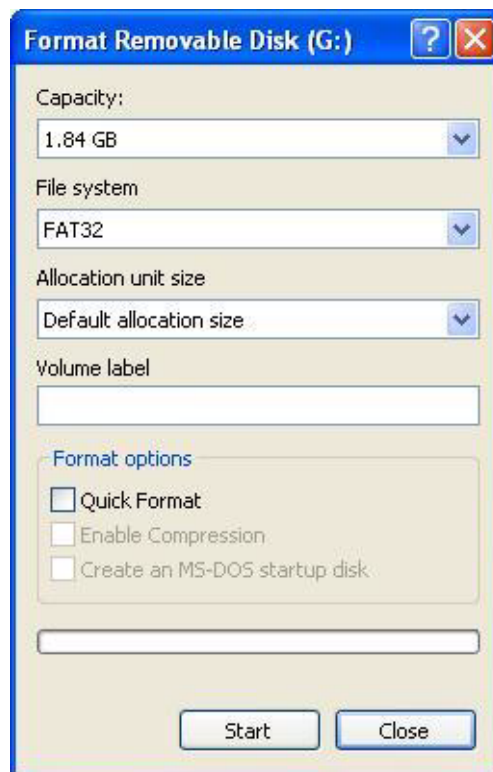 Format Removable Disk (G:)
Capacity:
1.84 GB
File system
FAT32
Allocation unit size
Default allocation size
Volume label
Format options
Quick Format
Enable Compression
Create an MS-DOS startup disk
Start Close